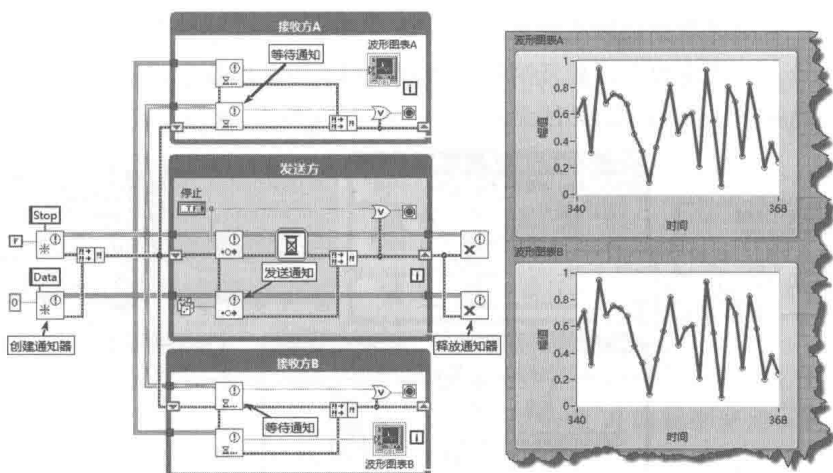 接收方A
等待通知
波形图表A
i
发送方
停止
TF
Stop
F
Data
0
创建通知器
发送通知
i
释放通知器
接收方B
等待通知
i
波形图表B
波形图表A
1
0.8
0.6
0.4
0.2
0
幅值
340
368
时间
波形图表B
1
0.8
0.6
0.4
0.2
0
幅值
340
368
时间